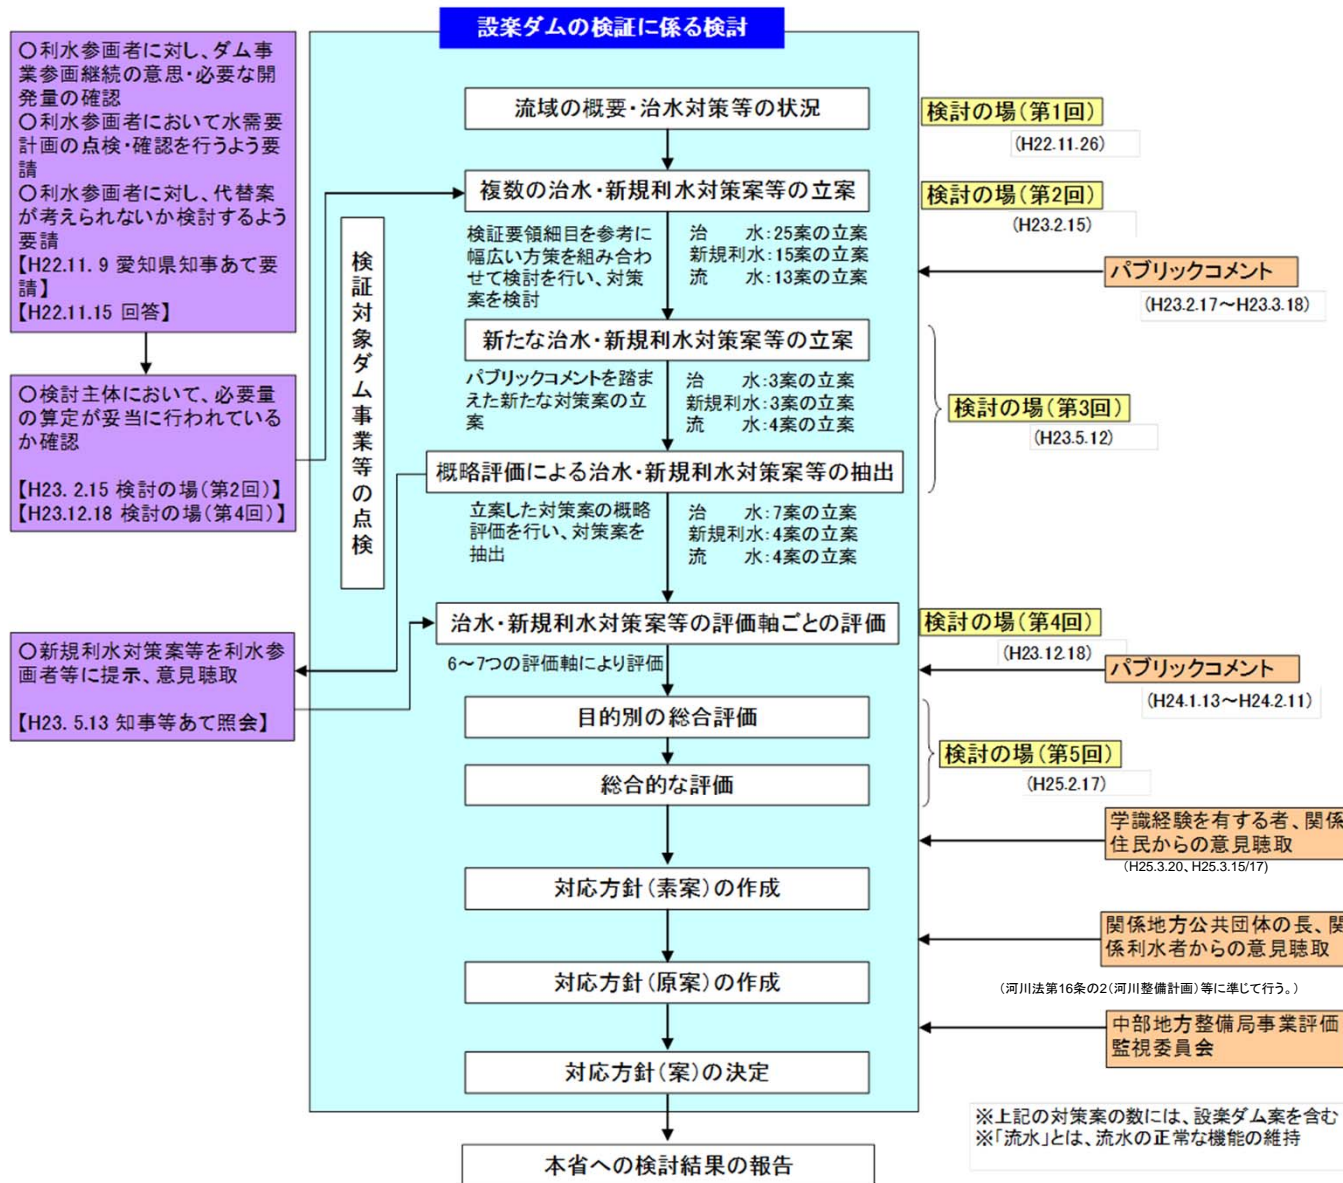 設楽ダムの検証に係る検討
○利水参画者に対し、ダム事
業参画継続の意思・必要な開
発量の確認
○利水参画者において水需要
計画の点検・確認を行うよう要
請
○利水参画者に対し、代替案
が考えられないか検討するよう
要請
【H22.11. 9 愛知県知事あて要
請】
【H22.11.15 回答】
○検討主体において、必要量
の算定が妥当に行われている
か確認
【H23. 2.15 検討の場(第2回)】
【H23.12.18 検討の場(第4回)】
○新規利水対策案等を利水参
画者等に提示、意見聴取
【H23. 5.13 知事等あて照会】
検証対象ダム事業等の点検
流域の概要・治水対策等の状況
複数の治水・新規利水対策案等の立案
検証要領細目を参考に
幅広い方策を組み合わ
せて検討を行い、対策
案を検討
治 水:25案の立案
新規利水:15案の立案
流 水:13案の立案
新たな治水・新規利水対策案等の立案
パブリックコメントを踏ま
えた新たな対策案の立
案
治 水:3案の立案
新規利水:3案の立案
流 水:4案の立案
概略評価による治水・新規利水対策案等の抽出
立案した対策案の概略
評価を行い、対策案を
抽出
治 水:7案の立案
新規利水:4案の立案
流 水:4案の立案
治水・新規利水対策案等の評価軸ごとの評価
6～7つの評価軸により評価
目的別の総合評価
総合的な評価
対応方針(素案)の作成
対応方針(原案)の作成
対応方針(案)の決定
本省への検討結果の報告
検討の場(第1回)
(H22.11.26)
検討の場(第2回)
(H23.2.15)
パブリックコメント
(H23.2.17～H23.3.18)
検討の場(第3回)
(H23.5.12)
検討の場(第4回)
(H23.12.18)
パブリックコメント
(H24.1.13～H24.2.11)
検討の場(第5回)
(H25.2.17)
学識経験を有する者、関係
住民からの意見聴取
(H25.3.20、H25.3.15/17)
関係地方公共団体の長、関
係利水者からの意見聴取
(河川法第16条の2(河川整備計画)等に準じて行う。)
中部地方整備局事業評価
監視委員会
※上記の対策案の数には、設楽ダム案を含む
※「流水」とは、流水の正常な機能の維持